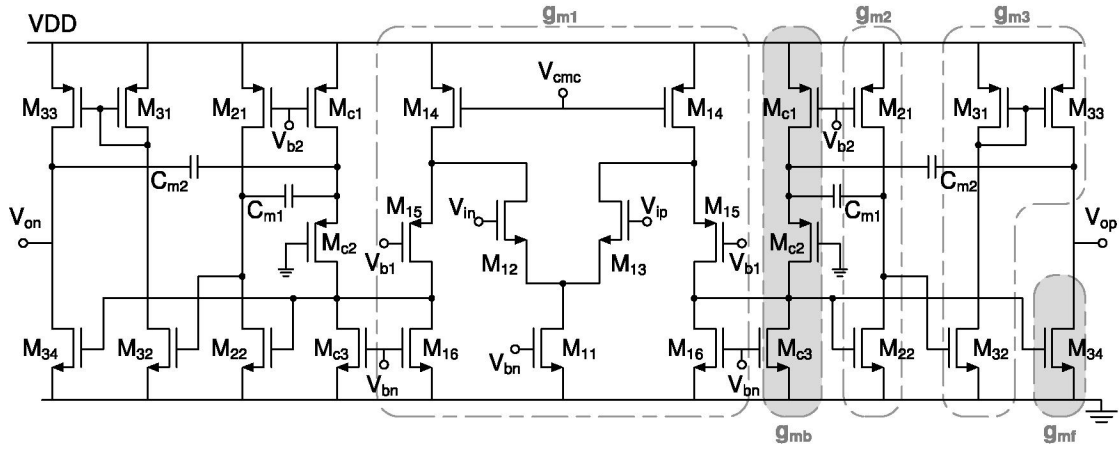 gm1
gm2
gm3
VDD
Vcmc
M33
M31
M21
Mc1
M14
M14
Mc1
M21
M31
M33
Vb2
Vb2
Cm2
Cm2
Cm1
Cm1
M15
Vin
Vip
M15
Von
Vop
Mc2
Vb1
M12
M13
Vb1
Mc2
M34
M32
M22
Mc3
M16
Vbn
M11
M16
Mc3
M22
M32
M34
Vbn
Vbn
gmb
gmf